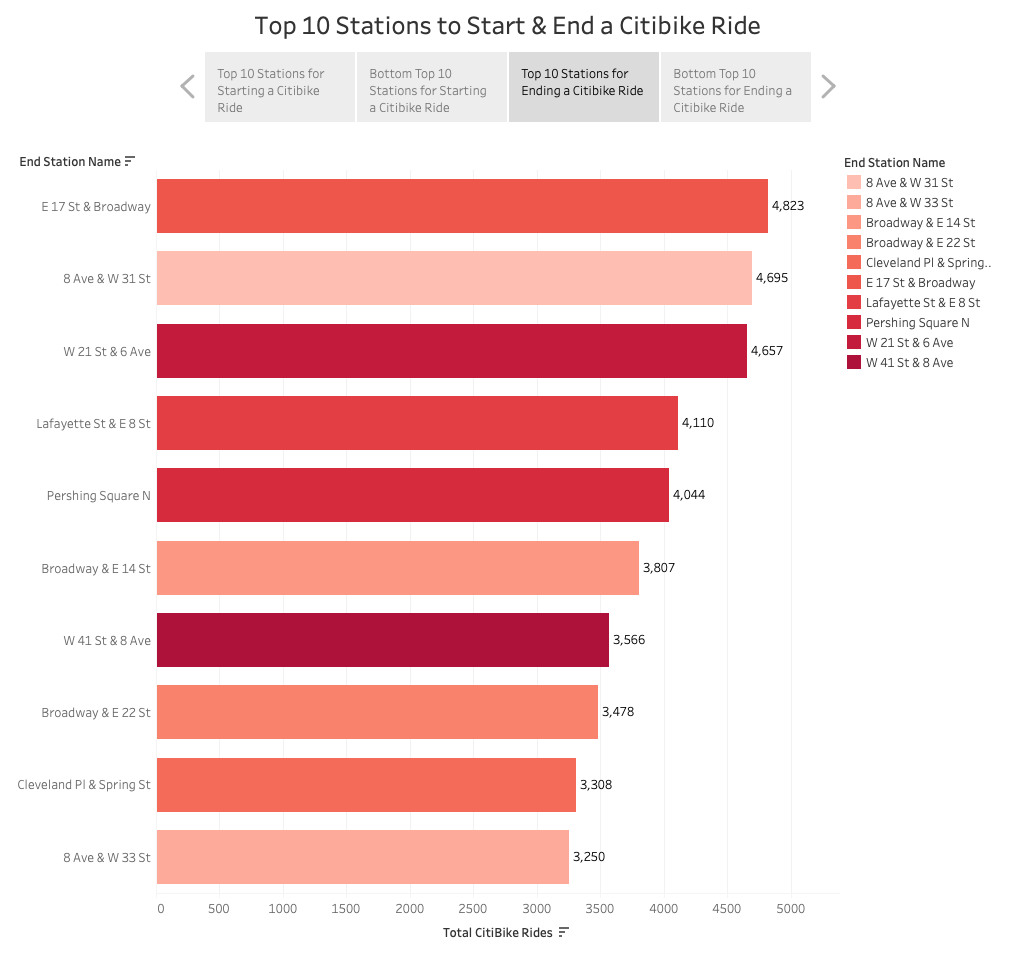 Top 10 Stations to Start & End a Citibike Ride
Top 10 Stations for
Starting a Citibike
Ride
Bottom Top 10
Stations for Starting
a Citibike Ride
Top 10 Stations for
Ending a Citibike Ride
Bottom Top 10
Stations for Ending a
Citibike Ride
End Station Name
E 17 St & Broadway
4,823
8 Ave & W 31 St
4,695
W 21 St & 6 Ave
4,657
Lafayette St & E 8 St
4,110
Pershing Square N
4,044
Broadway & E 14 St
3,807
W 41 St & 8 Ave
3,566
Broadway & E 22 St
3,478
Cleveland Pl & Spring St
3,308
8 Ave & W 33 St
3,250
0 500 1000 1500 2000 2500 3000 3500 4000 4500 5000
Total CitiBike Rides
End Station Name
8 Ave & W 31 St
8 Ave & W 33 St
Broadway & E 14 St
Broadway & E 22 St
Cleveland Pl & Spring..
E 17 St & Broadway
Lafayette St & E 8 St
Pershing Square N
W 21 St & 6 Ave
W 41 St & 8 Ave